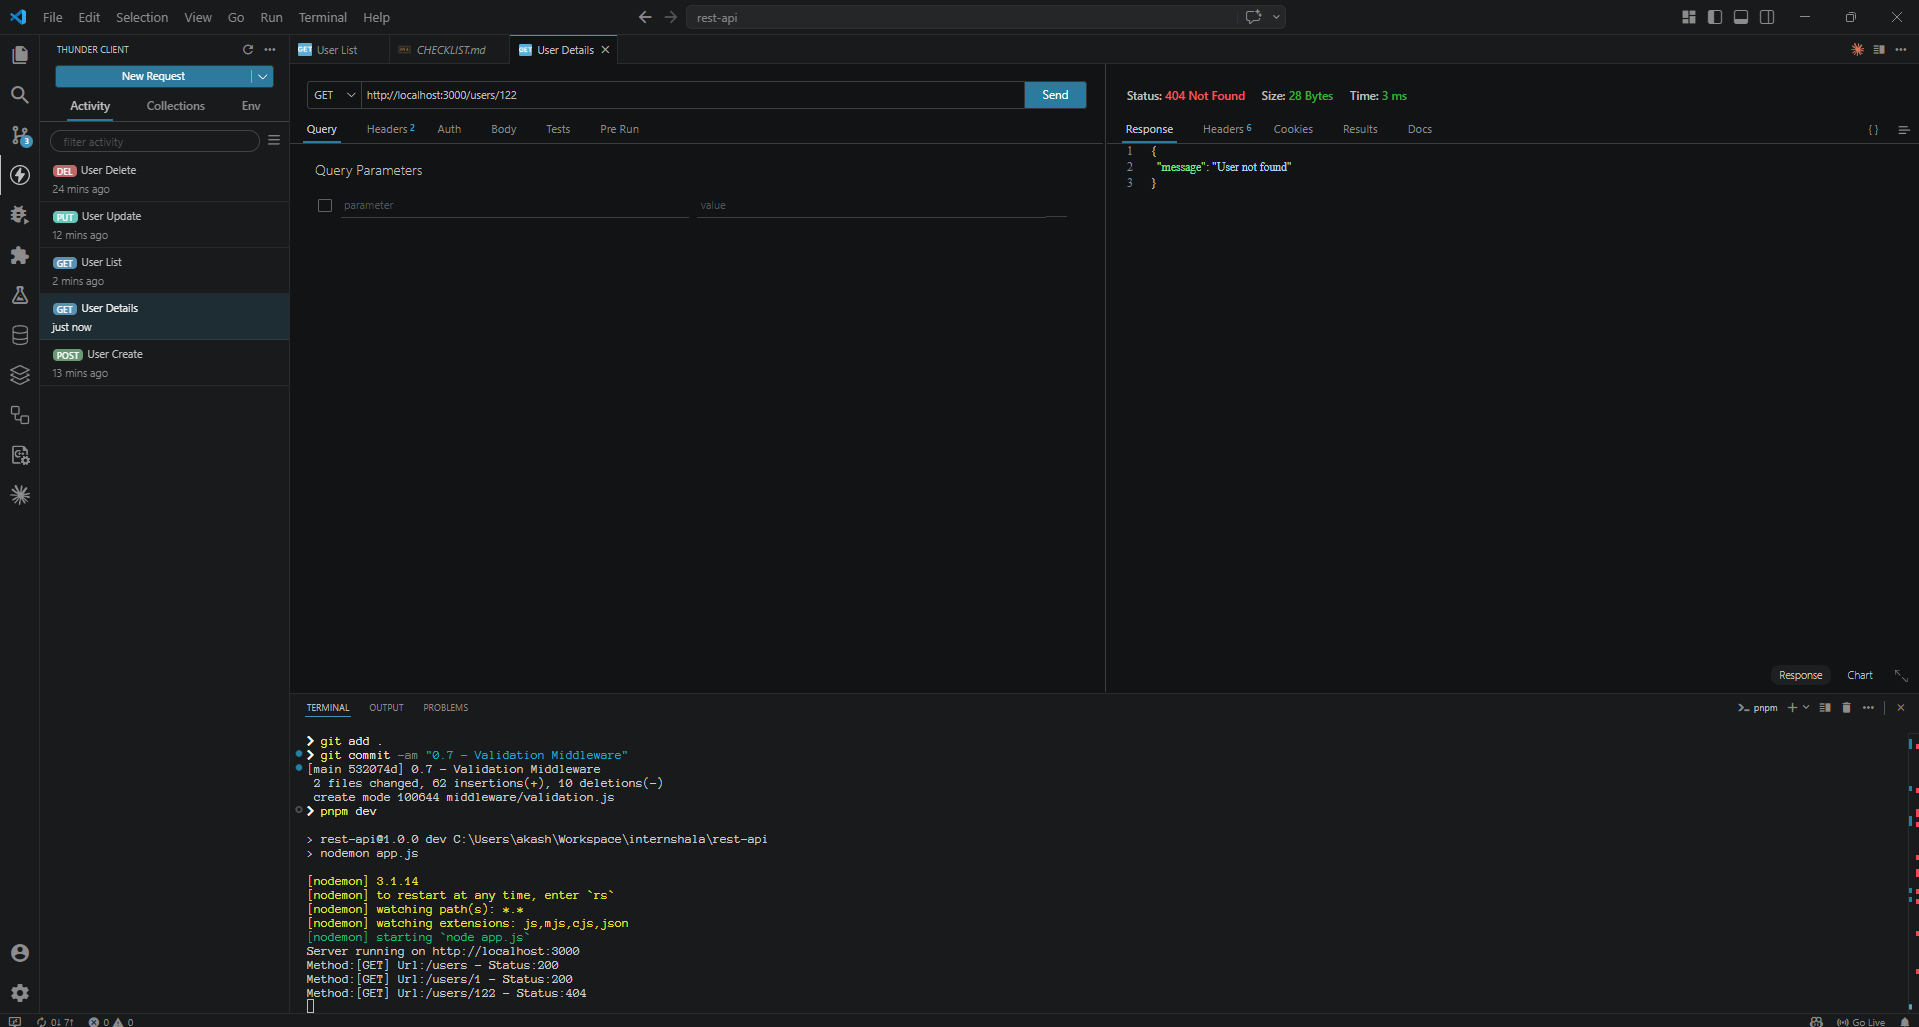 File Edit Selection View Go Run Terminal Help
rest-api
THUNDER CLIENT
New Request
Activity Collections Env
filter activity
DEL User Delete
24 mins ago
PUT User Update
12 mins ago
GET User List
2 mins ago
GET User Details
just now
POST User Create
13 mins ago
3
GET User List
CHECKLIST.md
GET User Details
GET http://localhost:3000/users/122 Send
Query Headers 2 Auth Body Tests Pre Run
Query Parameters
parameter value
Status: 404 Not Found Size: 28 Bytes Time: 3 ms
Response Headers 6 Cookies Results Docs
{ }
1 {
2 "message": "User not found"
3 }
Response Chart
TERMINAL OUTPUT PROBLEMS
pnpm
❯ git add .
❯ git commit -am "0.7 - Validation Middleware"
[main 532074d] 0.7 - Validation Middleware
2 files changed, 62 insertions(+), 10 deletions(-)
create mode 100644 middleware/validation.js
❯ pnpm dev
> rest-api@1.0.0 dev C:\Users\akash\Workspace\internshala\rest-api
> nodemon app.js
[nodemon] 3.1.14
[nodemon] to restart at any time, enter `rs`
[nodemon] watching path(s): *.*
[nodemon] watching extensions: js,mjs,cjs,json
[nodemon] starting `node app.js`
Server running on http://localhost:3000
Method:[GET] Url:/users - Status:200
Method:[GET] Url:/users/1 - Status:200
Method:[GET] Url:/users/122 - Status:404
0↓ 7↑ 0 0
Go Live